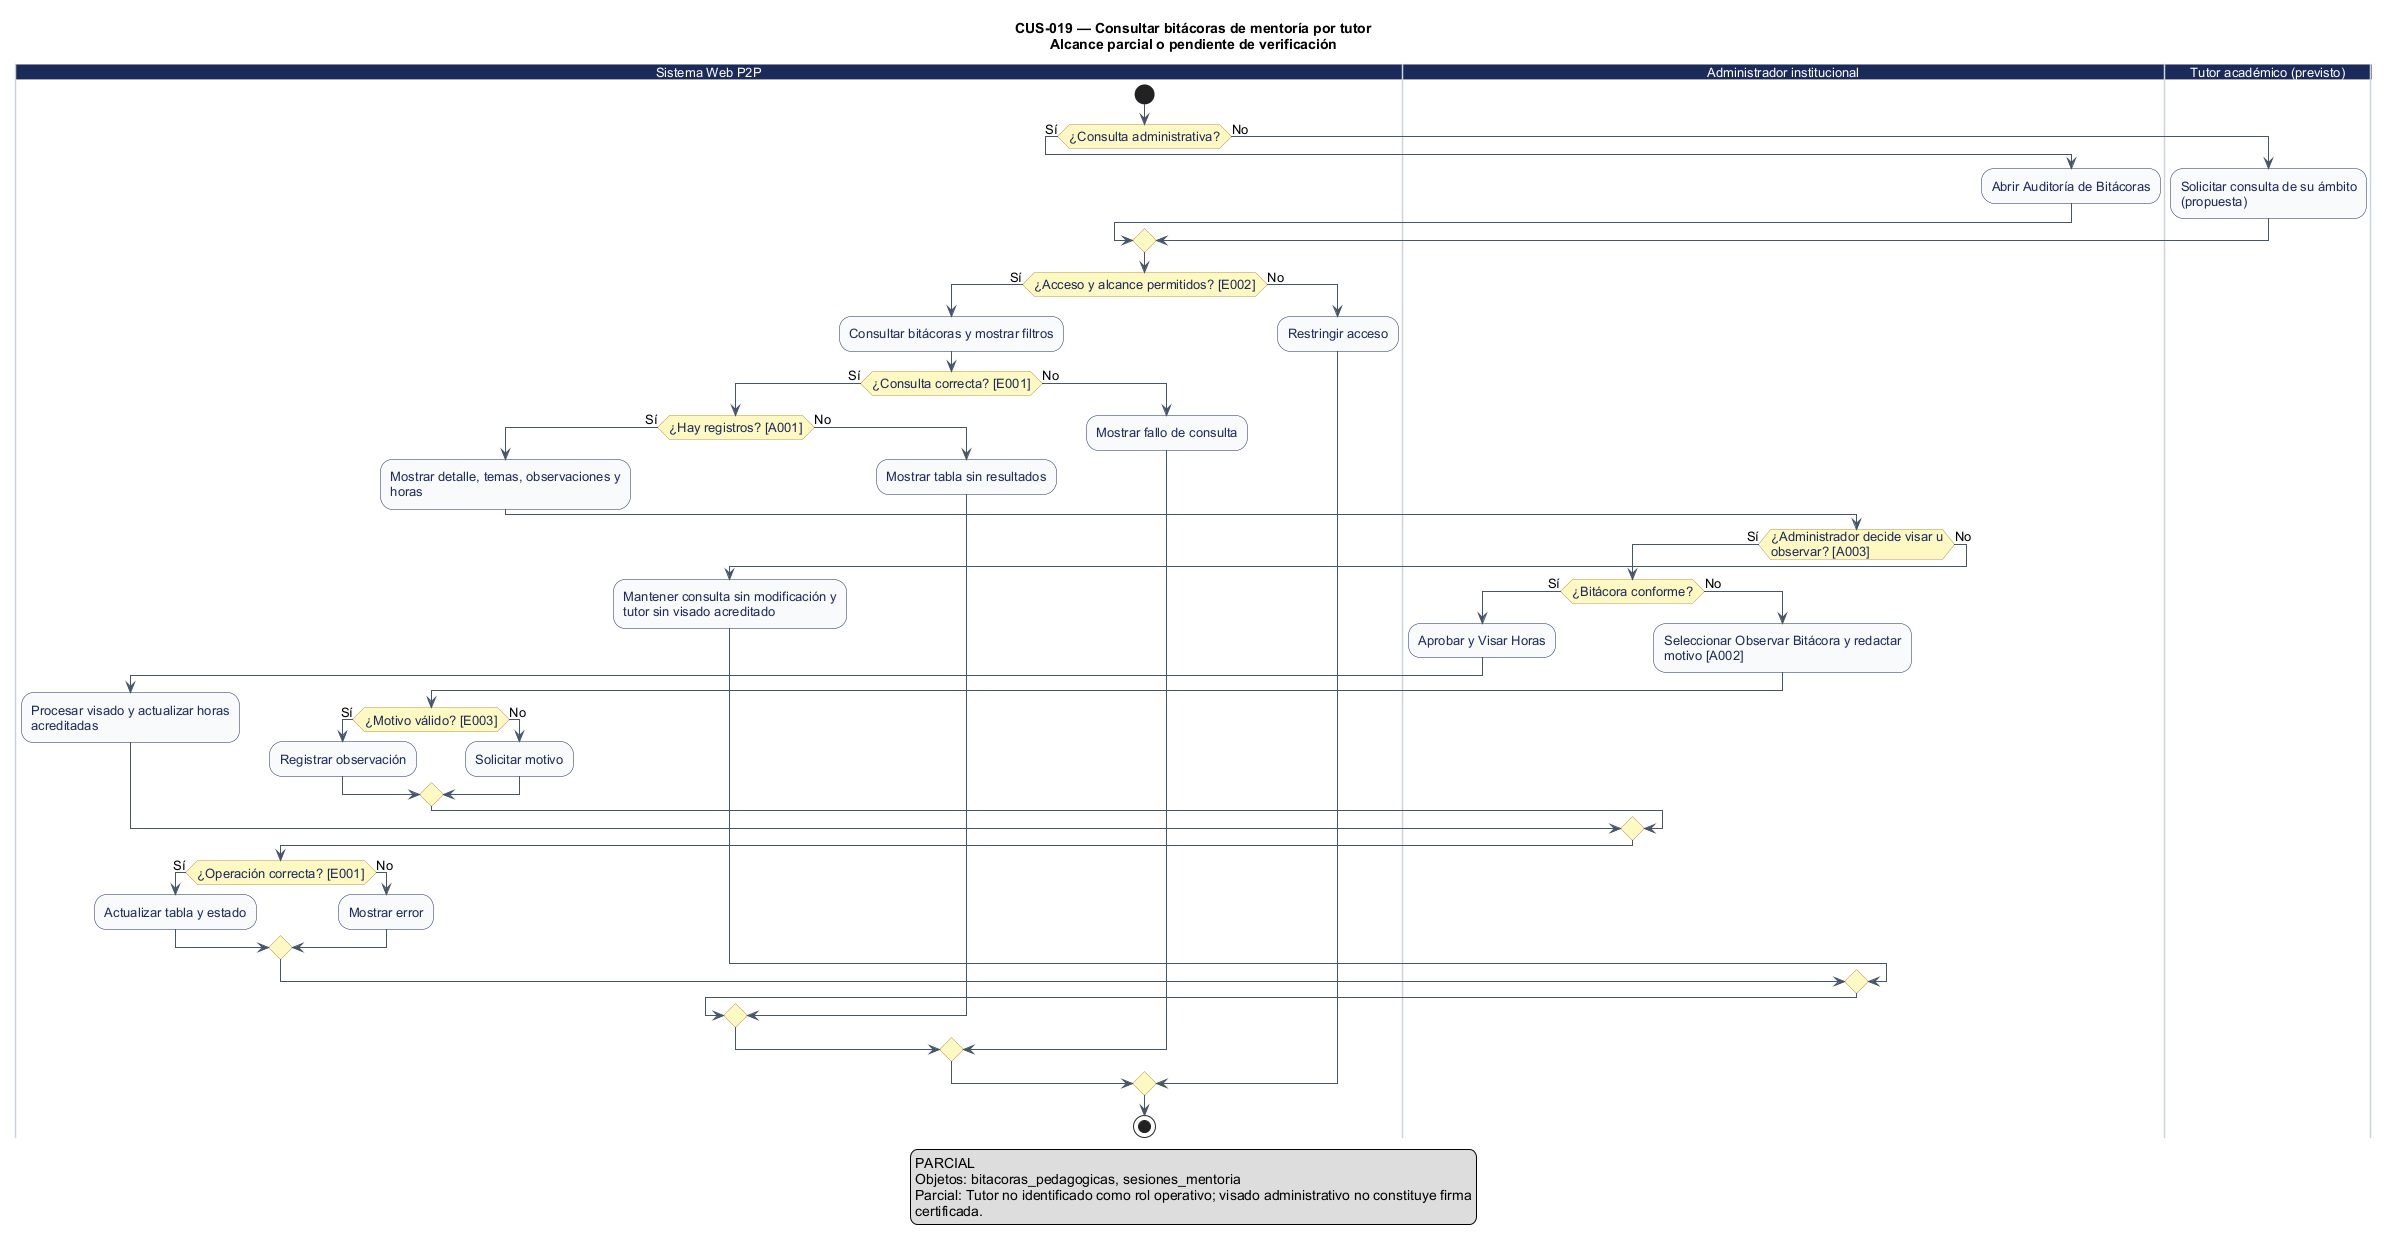 CUS-019 — Consultar bitácoras de mentoría por tutor
Alcance parcial o pendiente de verificación
Sistema Web P2P
Administrador institucional
Tutor académico (previsto)
Sí
¿Consulta administrativa?
No
Abrir Auditoría de Bitácoras
Solicitar consulta de su ámbito
(propuesta)
Sí
¿Acceso y alcance permitidos? [E002]
No
Consultar bitácoras y mostrar filtros
Restringir acceso
Sí
¿Consulta correcta? [E001]
No
Sí
¿Hay registros? [A001]
No
Mostrar fallo de consulta
Mostrar detalle, temas, observaciones y
horas
Mostrar tabla sin resultados
Sí
¿Administrador decide visar u
observar? [A003]
No
Mantener consulta sin modificación y
tutor sin visado acreditado
Sí
¿Bitácora conforme?
No
Aprobar y Visar Horas
Seleccionar Observar Bitácora y redactar
motivo [A002]
Procesar visado y actualizar horas
acreditadas
Sí
¿Motivo válido? [E003]
No
Registrar observación
Solicitar motivo
Sí
¿Operación correcta? [E001]
No
Actualizar tabla y estado
Mostrar error
PARCIAL
Objetos: bitacoras_pedagogicas, sesiones_mentoria
Parcial: Tutor no identificado como rol operativo; visado administrativo no constituye firma
certificada.